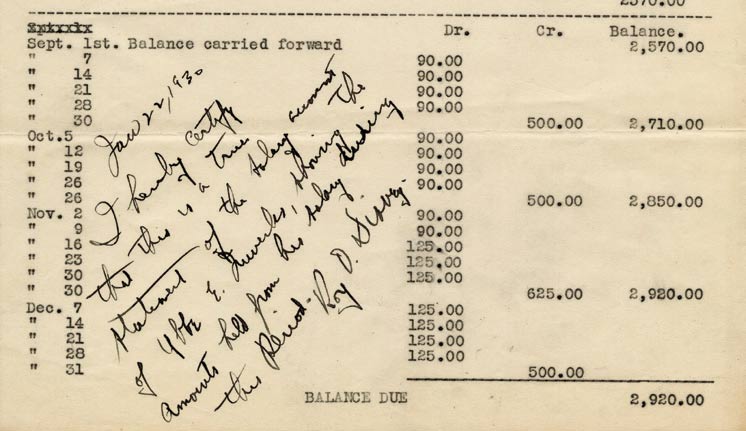 Dr. Cr. Balance.
Sept. 1st. Balance carried forward 2,570.00
" 7 90.00
" 14 90.00
" 21 90.00
" 28 90.00
" 30 500.00 2,710.00
Oct.5 90.00
" 12 90.00
" 19 90.00
" 26 90.00
" 26 500.00 2,850.00
Nov. 2 90.00
" 9 90.00
" 16 125.00
" 23 125.00
" 30 125.00
" 30 625.00 2,920.00
Dec. 7 125.00
" 14 125.00
" 21 125.00
" 28 125.00
" 31 500.00
BALANCE DUE 2,920.00
Jan 22, 1930
I hereby certify
that this is a true
statement of the salary account
of Ubbe E. Iwwerks, showing the
amounts held from his salary during
this Period. Roy O. Disney